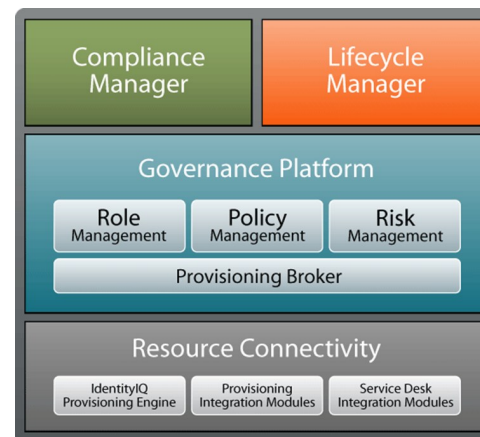 Compliance
Manager
Lifecycle
Manager
Governance Platform
Role
Management
Policy
Management
Risk
Management
Provisioning Broker
Resource Connectivity
IdentityIQ
Provisioning Engine
Provisioning
Integration Modules
Service Desk
Integration Modules